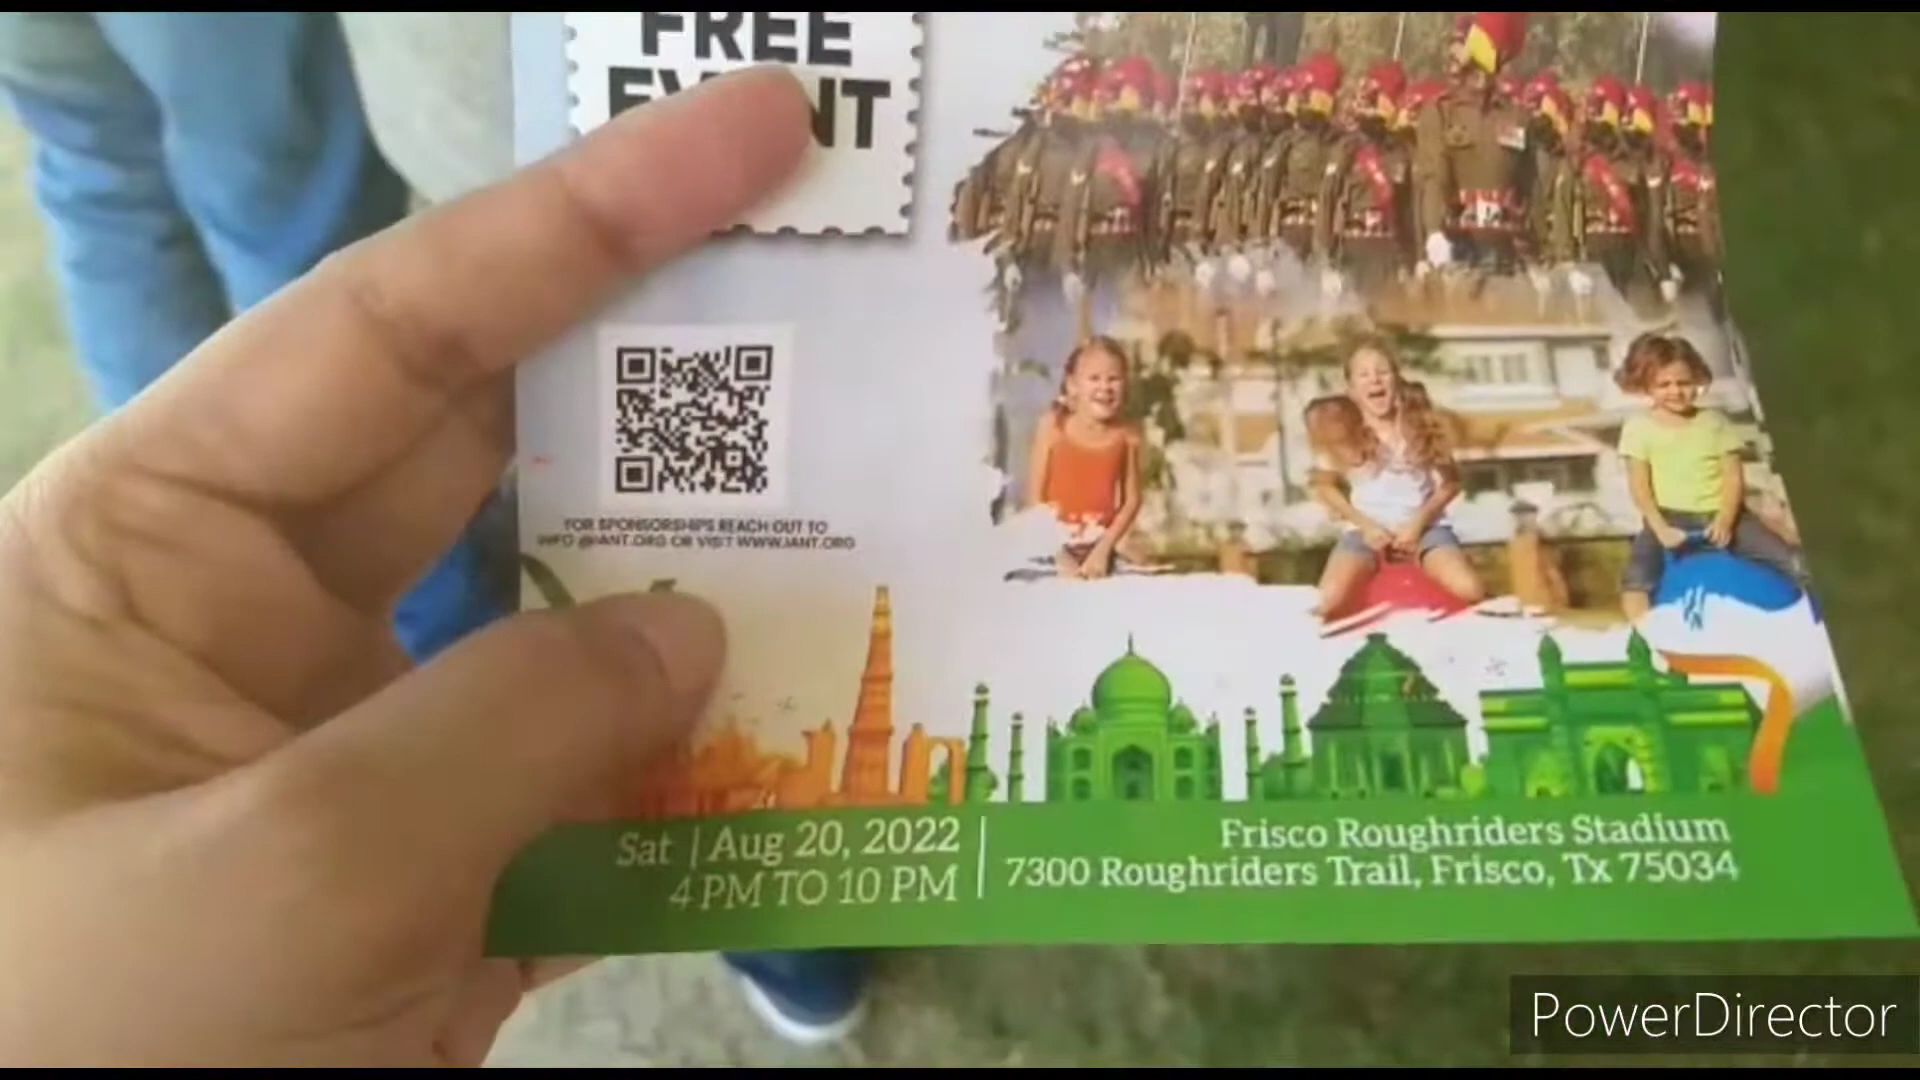 FREE
EVENT
FOR SPONSORSHIPS REACH OUT TO
INFO @IANT.ORG OR VISIT WWW.IANT.ORG
Sat | Aug 20, 2022
4 PM TO 10 PM
Frisco Roughriders Stadium
7300 Roughriders Trail, Frisco, Tx 75034
PowerDirector